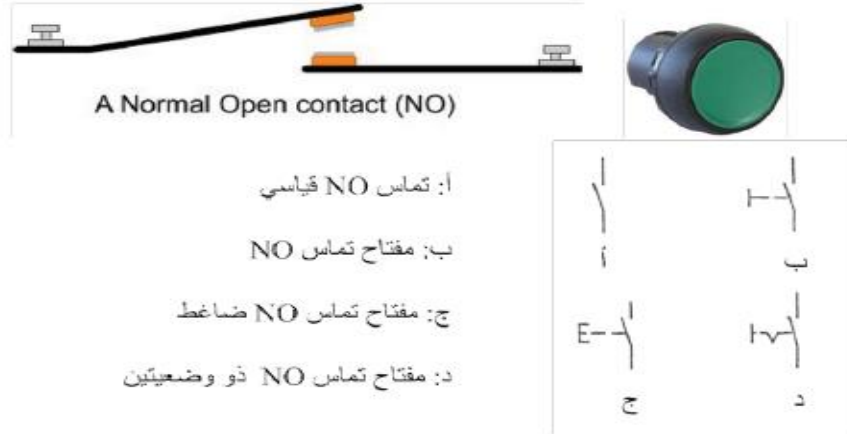 A Normal Open contact (NO)
أ: تماس NO قياسي
ب: مفتاح تماس NO
ج: مفتاح تماس NO ضاغط
د: مفتاح تماس NO ذو وضعيتين
أ
ب
E
ج
د